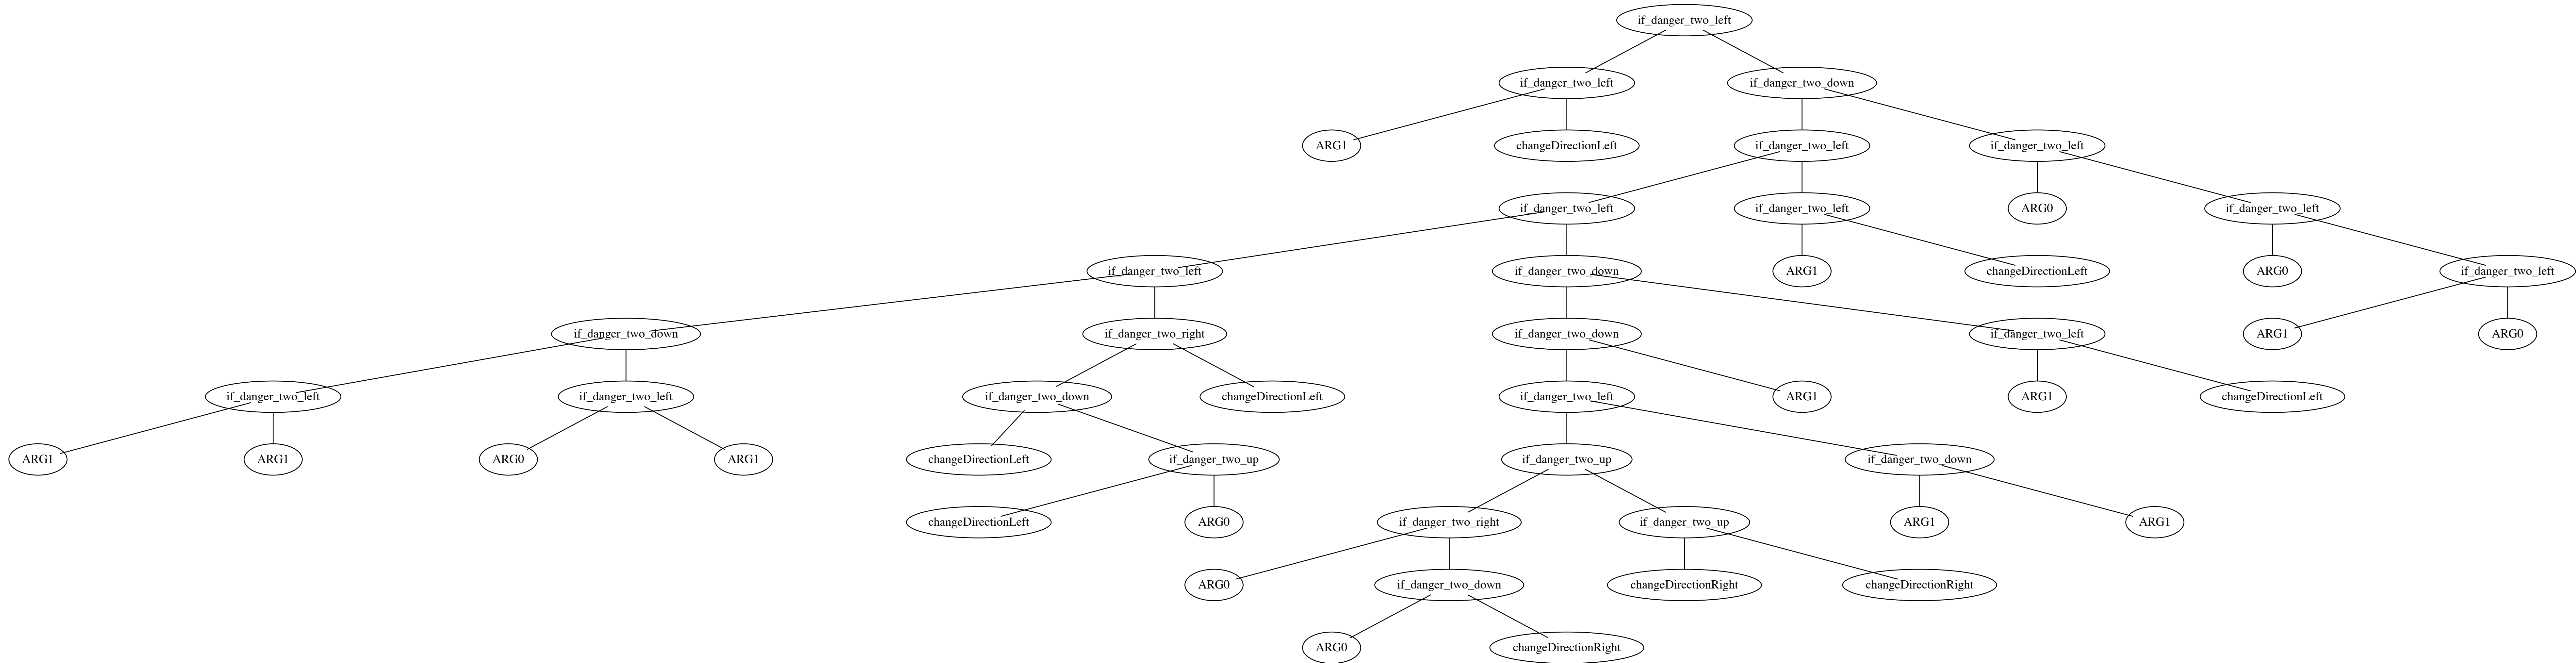 if_danger_two_left
if_danger_two_left
if_danger_two_down
ARG1
changeDirectionLeft
if_danger_two_left
if_danger_two_left
if_danger_two_left
if_danger_two_left
ARG0
if_danger_two_left
if_danger_two_left
if_danger_two_down
ARG1
changeDirectionLeft
ARG0
if_danger_two_left
if_danger_two_down
if_danger_two_right
if_danger_two_down
if_danger_two_left
ARG1
ARG0
if_danger_two_left
if_danger_two_left
if_danger_two_down
changeDirectionLeft
if_danger_two_left
ARG1
ARG1
changeDirectionLeft
ARG1
ARG1
ARG0
ARG1
changeDirectionLeft
if_danger_two_up
if_danger_two_up
if_danger_two_down
changeDirectionLeft
ARG0
if_danger_two_right
if_danger_two_up
ARG1
ARG1
ARG0
if_danger_two_down
changeDirectionRight
changeDirectionRight
ARG0
changeDirectionRight